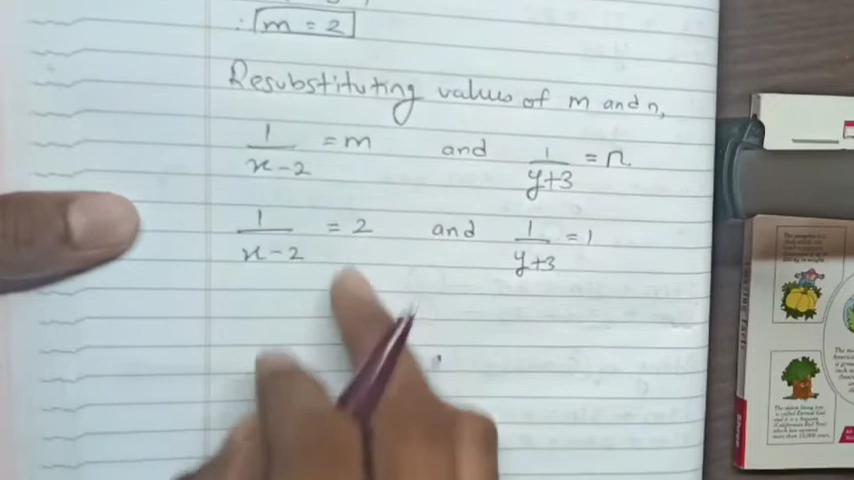 ∴ m = 2
Resubstituting values of m and n,
1/(x-2) = m and 1/(y+3) = n
1/(x-2) = 2 and 1/(y+3) = 1